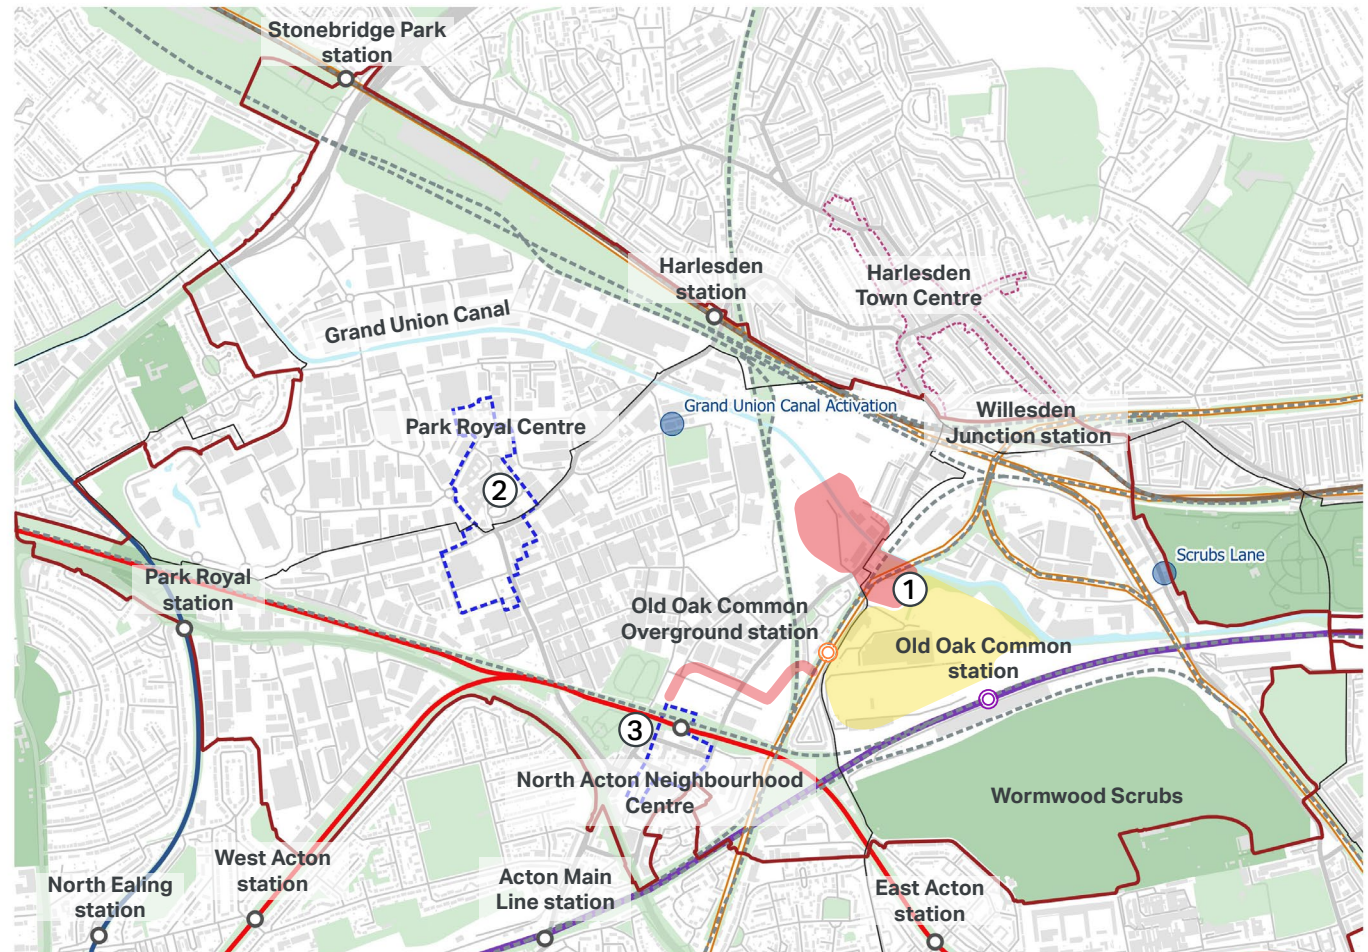 Stonebridge Park
station
Harlesden
station
Harlesden
Town Centre
Grand Union Canal
Grand Union Canal Activation
Park Royal Centre
Willesden
Junction station
2
Scrubs Lane
Park Royal
station
1
Old Oak Common
Overground station
Old Oak Common
station
3
North Acton Neighbourhood
Centre
Wormwood Scrubs
West Acton
station
North Ealing
station
Acton Main
Line station
East Acton
station